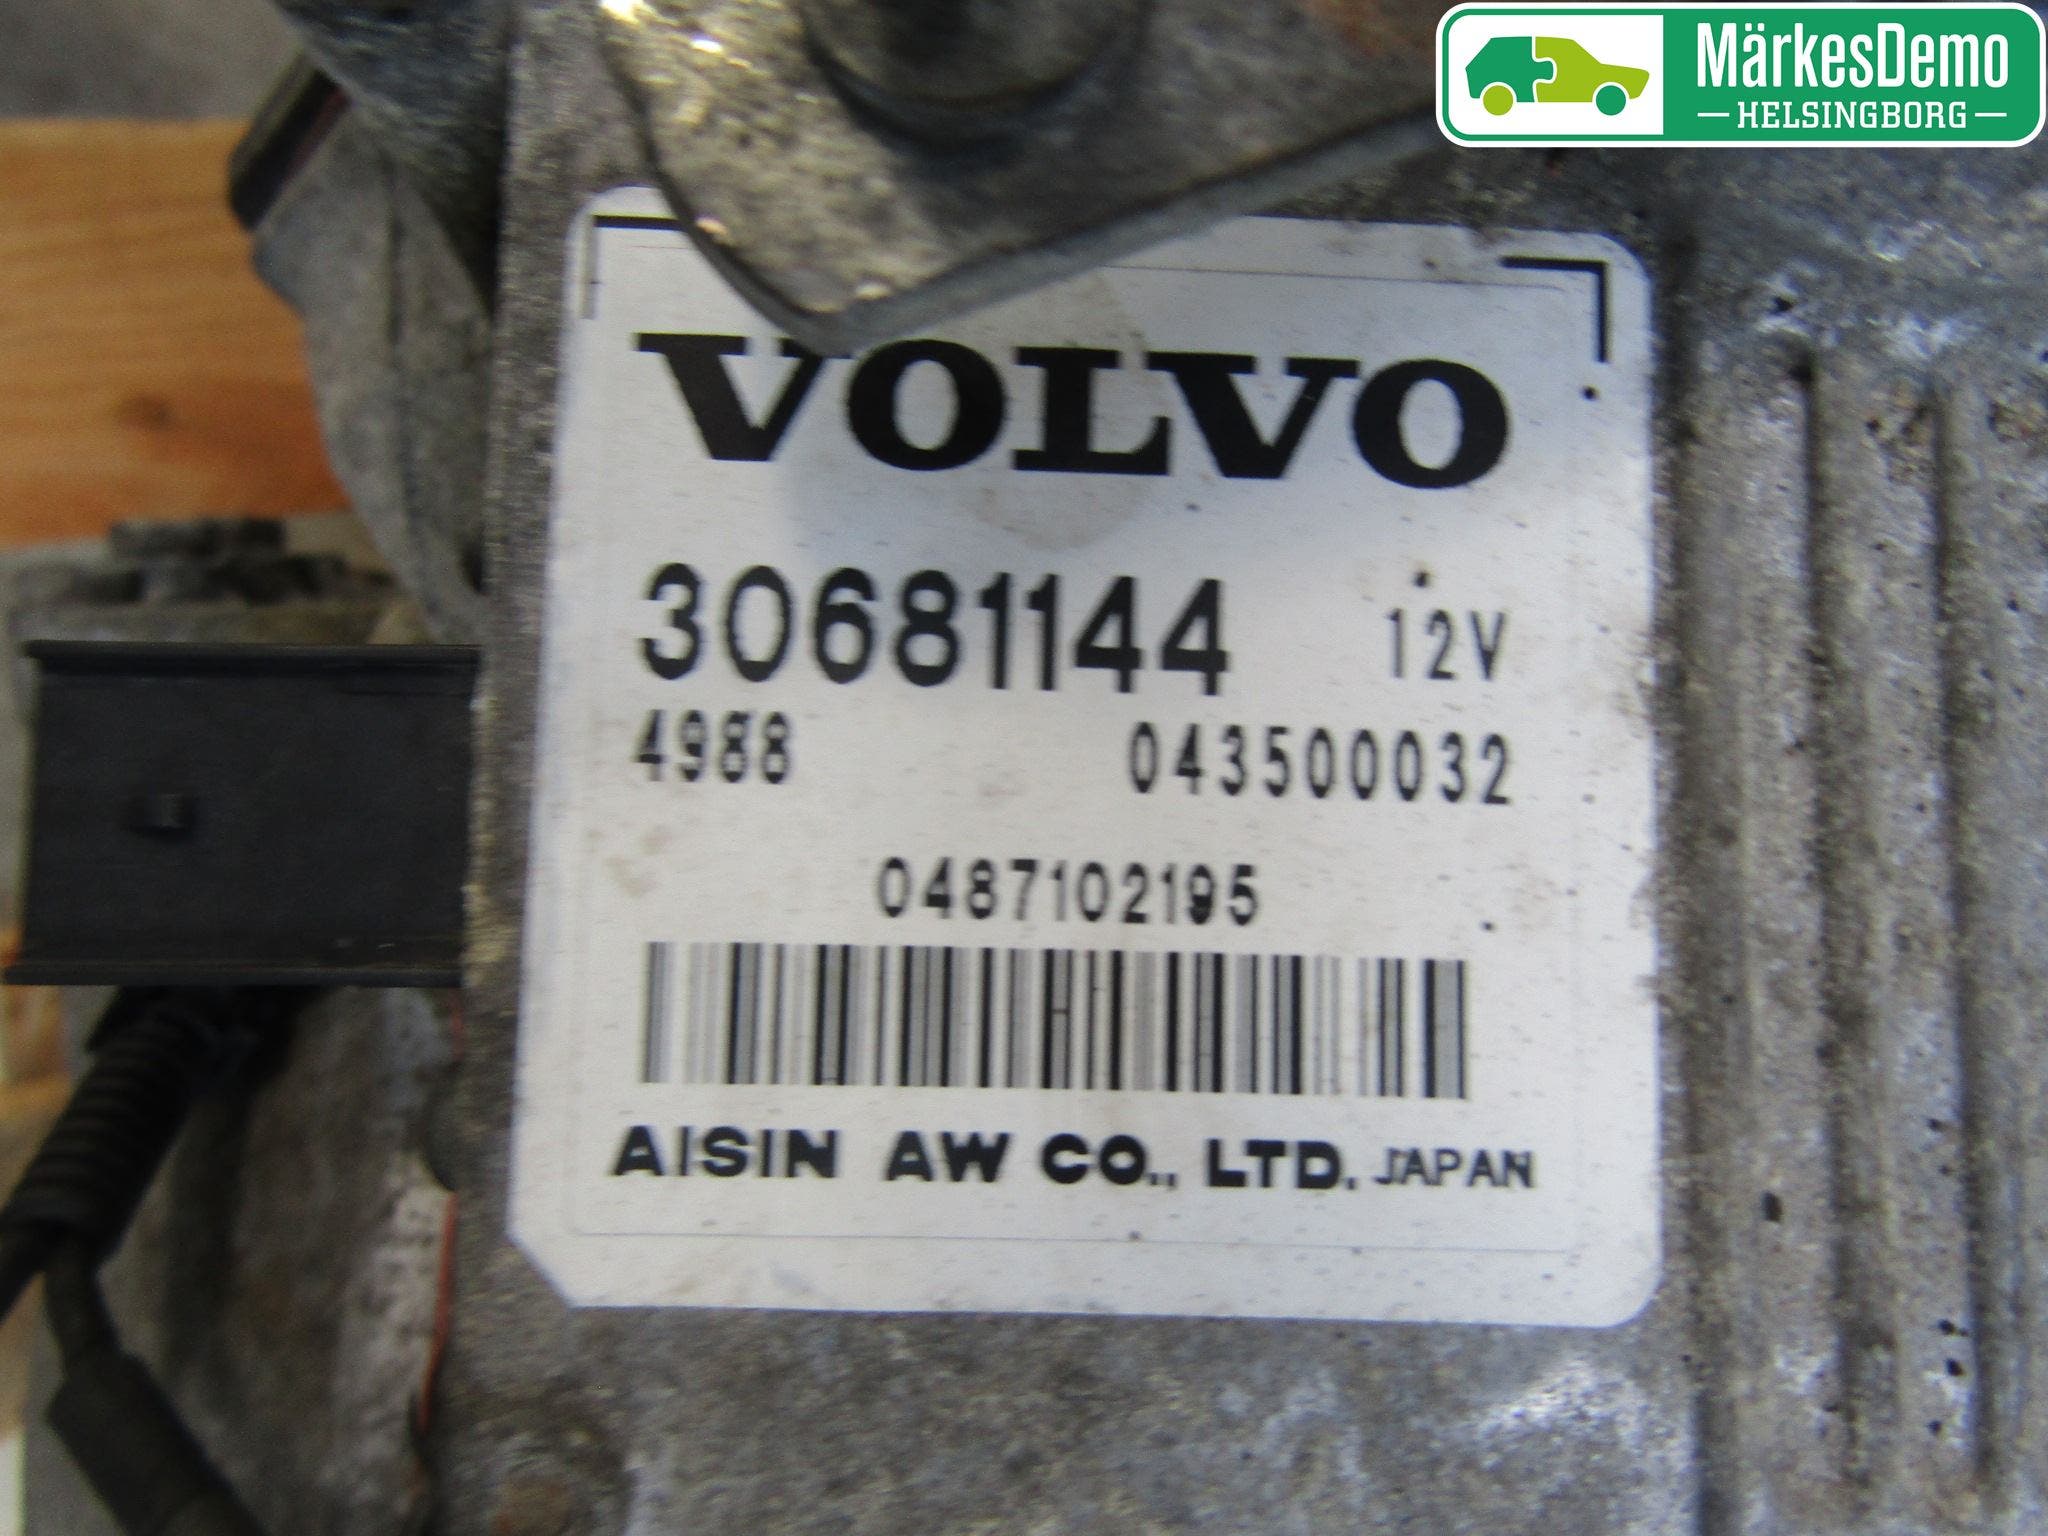 MärkesDemo
HELSINGBORG
VOLVO
30681144 12V
4988 043500032
0487102195
AISIN AW CO., LTD. JAPAN